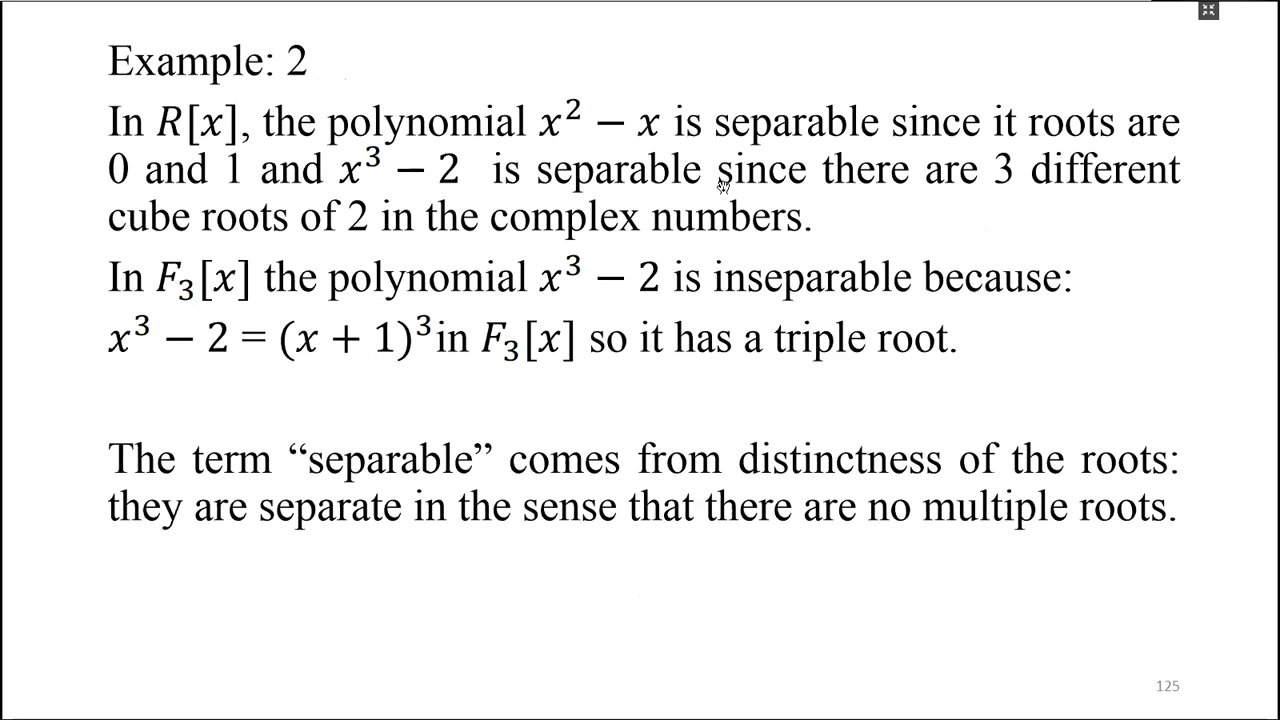 Example: 2
In R[x], the polynomial x² − x is separable since it roots are
0 and 1 and x³ − 2 is separable since there are 3 different
cube roots of 2 in the complex numbers.
In F₃[x] the polynomial x³ − 2 is inseparable because:
x³ − 2 = (x + 1)³in F₃[x] so it has a triple root.
The term “separable” comes from distinctness of the roots:
they are separate in the sense that there are no multiple roots.
125